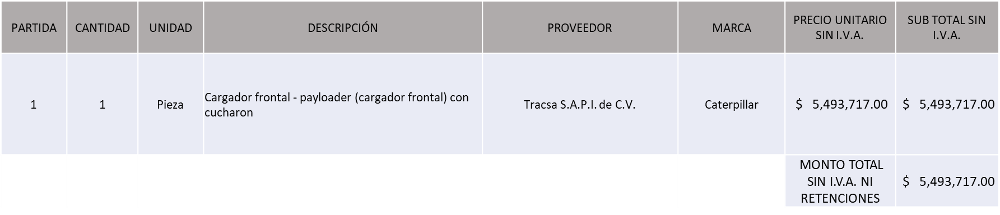 PARTIDA CANTIDAD UNIDAD DESCRIPCIÓN PROVEEDOR MARCA PRECIO UNITARIO SIN I.V.A. SUB TOTAL SIN I.V.A.
1 1 Pieza Cargador frontal - payloader (cargador frontal) con cucharon Tracsa S.A.P.I. de C.V. Caterpillar $ 5,493,717.00 $ 5,493,717.00
MONTO TOTAL SIN I.V.A. NI RETENCIONES $ 5,493,717.00